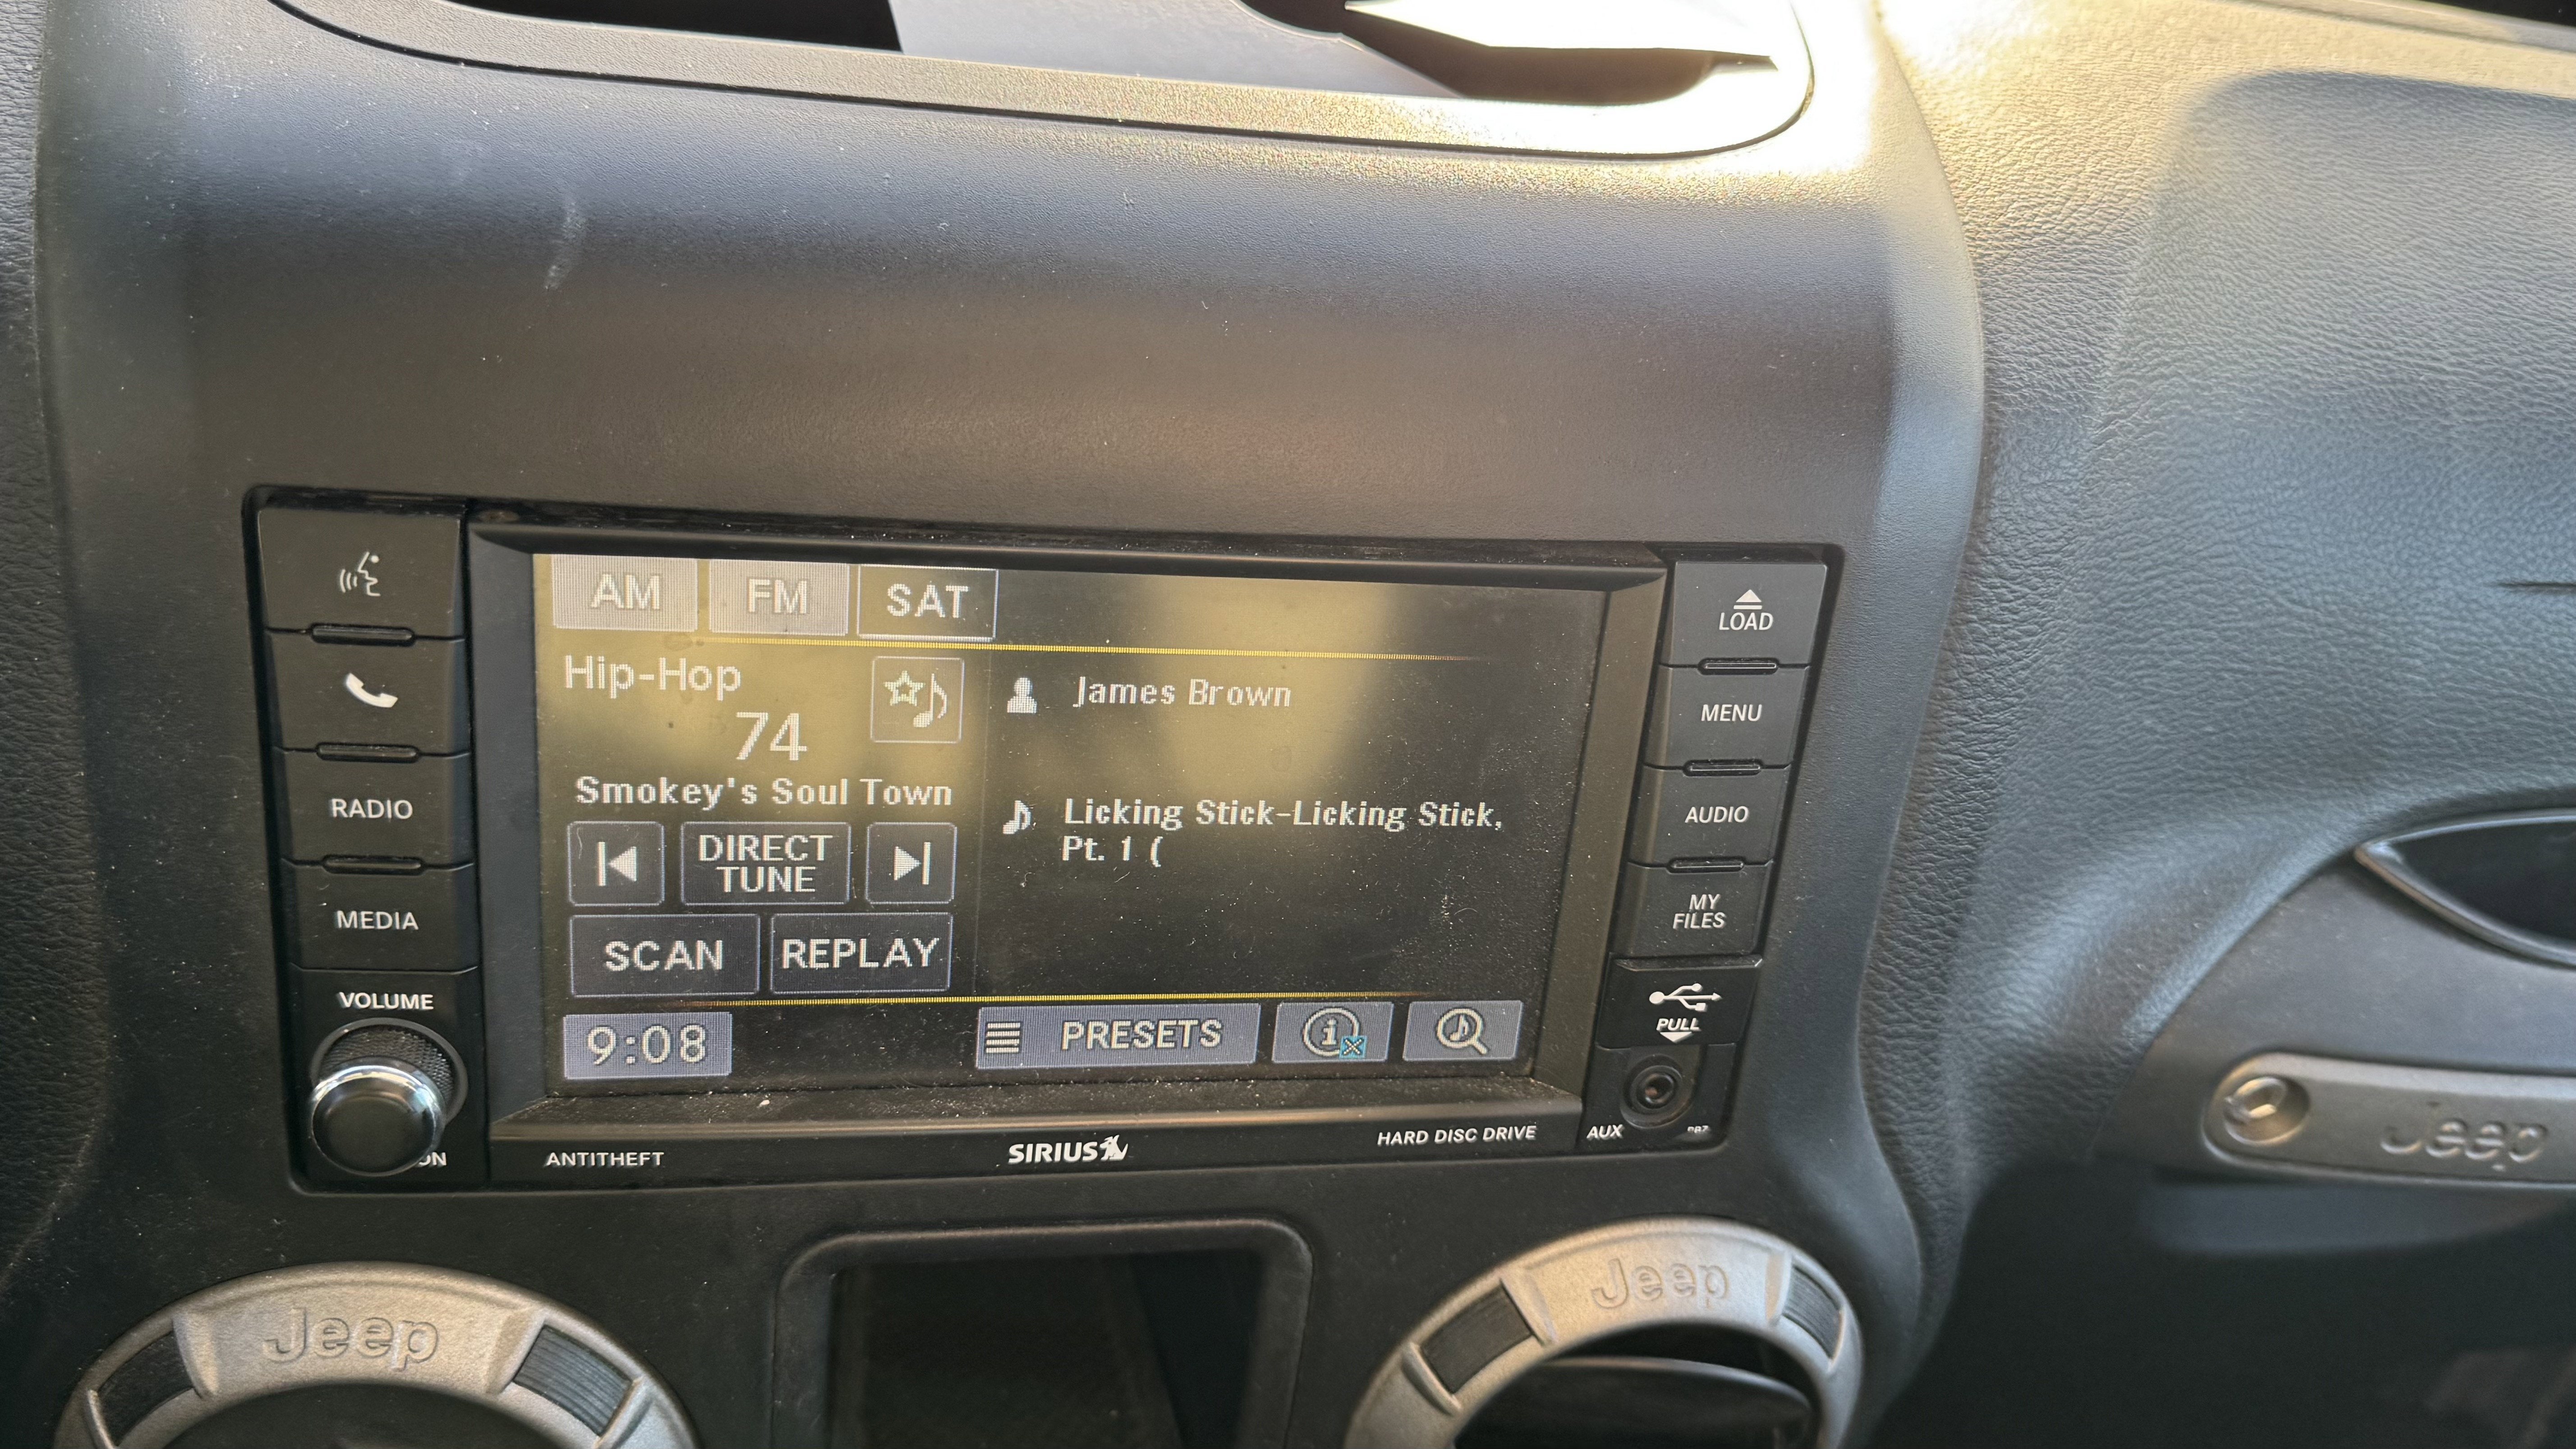 LOAD
MENU
AUDIO
MY
FILES
PULL
AUX
RADIO
MEDIA
VOLUME
ON
AM FM SAT
Hip-Hop
74
Smokey's Soul Town
DIRECT
TUNE
SCAN REPLAY
James Brown
Licking Stick-Licking Stick,
Pt. 1 (
9:08 PRESETS
ANTITHEFT SIRIUS HARD DISC DRIVE
Jeep
Jeep
Jeep